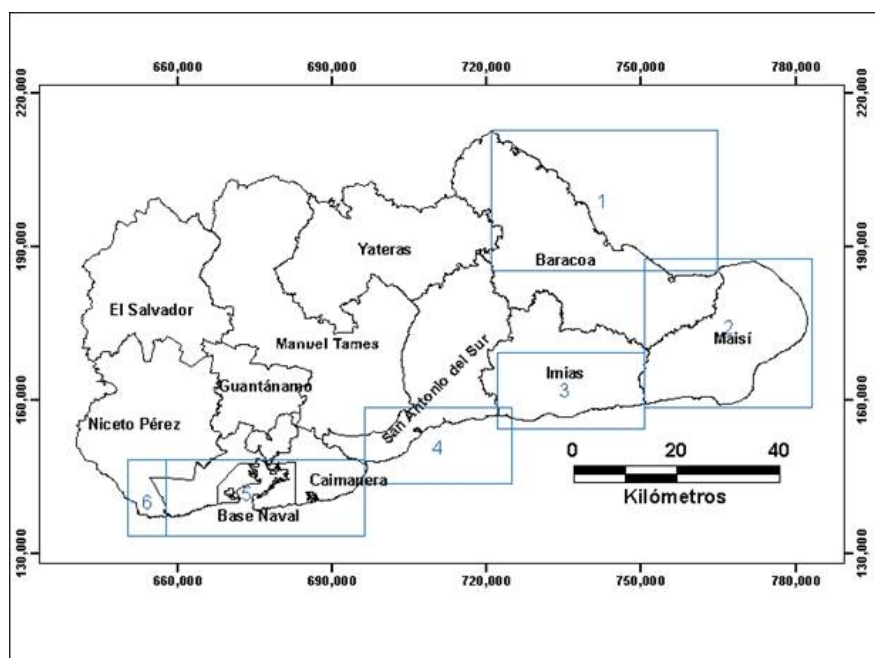 660,000 690,000 720,000 750,000 780,000
220,000 220,000
190,000 190,000
160,000 160,000
130,000 130,000
1
Yateras
Baracoa
El Salvador
2
Manuel Tames
Maisí
San Antonio del Sur
Guantánamo
Imias
3
Niceto Pérez
4
0 20 40
Kilómetros
Caimanera
5
6
Base Naval
660,000 690,000 720,000 750,000 780,000